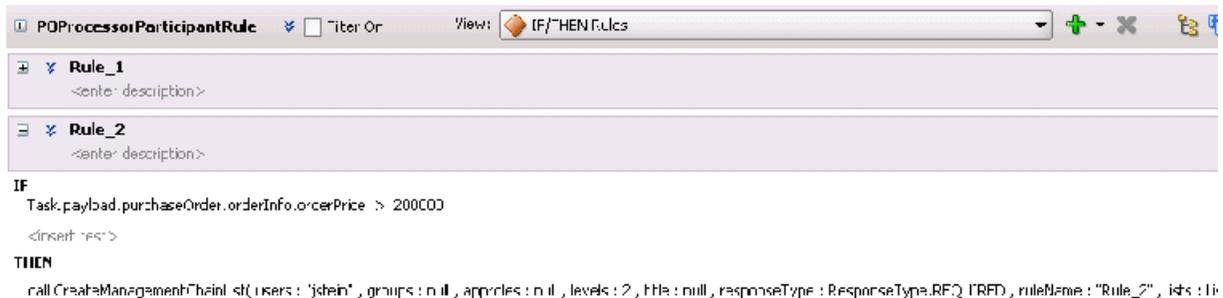 POProcessorParticipantRule Filter On View: IF/THEN Rules
Rule_1
<enter description>
Rule_2
<enter description>
IF
Task.payload.purchaseOrder.orderInfo.orderPrice > 200000
<insert test>
THEN
call CreateManagementChainList( users : "jstein" , groups : null , approles : null , levels : 2 , title : null , responseType : ResponseType.REQUIRED , ruleName : "Rule_2" , lists :